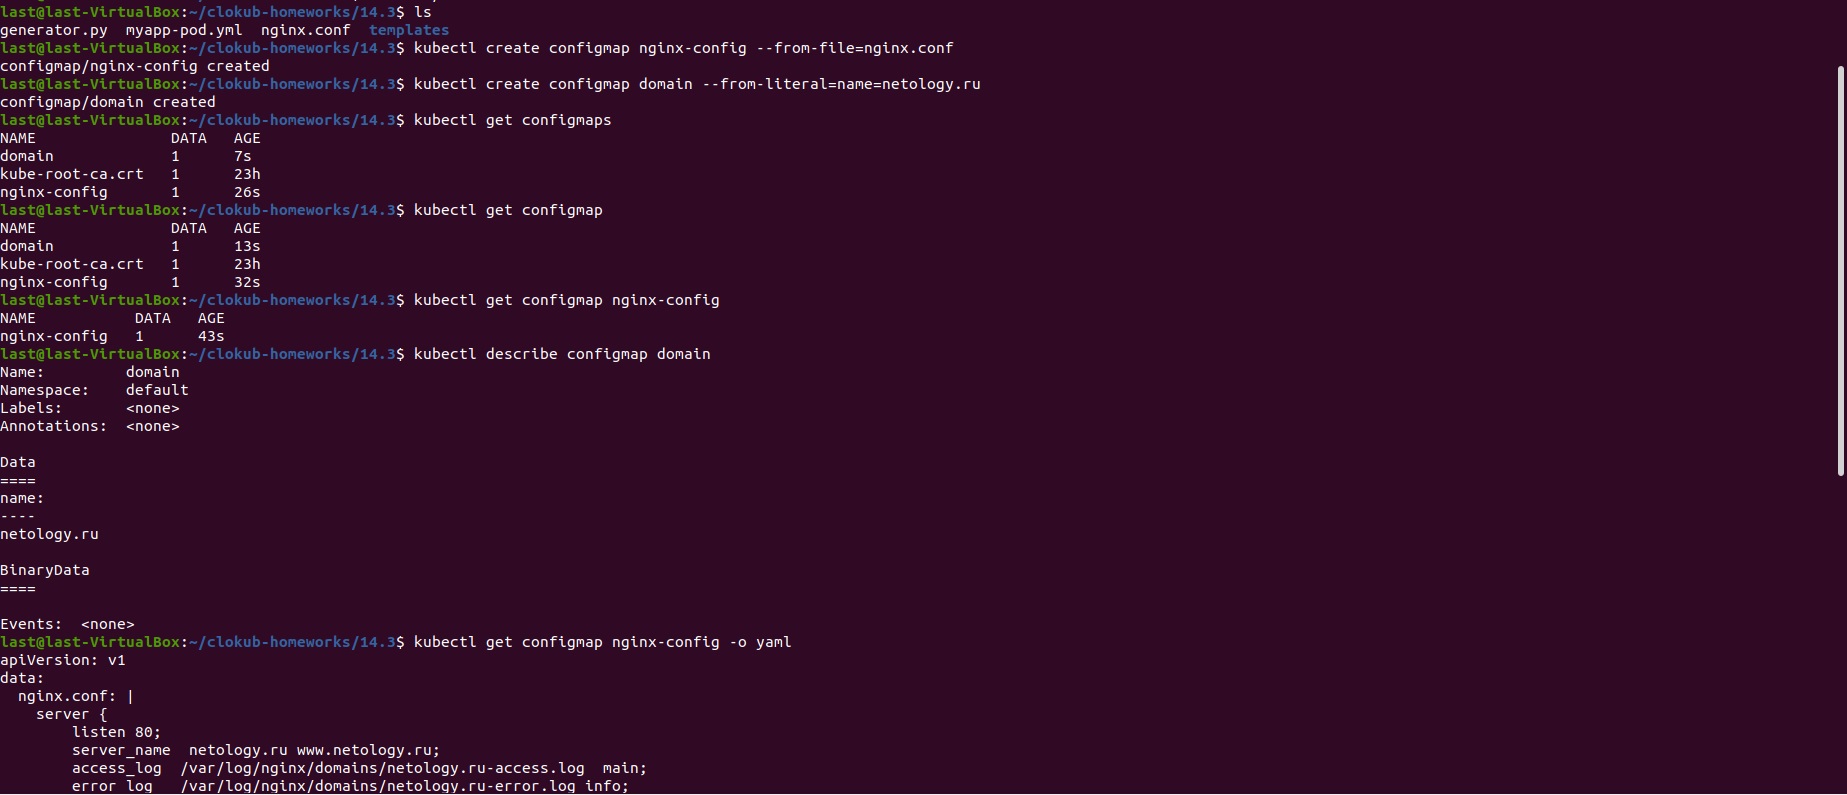 last@last-VirtualBox:~/clokub-homeworks/14.3$ ls
generator.py  myapp-pod.yml  nginx.conf  templates
last@last-VirtualBox:~/clokub-homeworks/14.3$ kubectl create configmap nginx-config --from-file=nginx.conf
configmap/nginx-config created
last@last-VirtualBox:~/clokub-homeworks/14.3$ kubectl create configmap domain --from-literal=name=netology.ru
configmap/domain created
last@last-VirtualBox:~/clokub-homeworks/14.3$ kubectl get configmaps
NAME               DATA   AGE
domain             1      7s
kube-root-ca.crt   1      23h
nginx-config       1      26s
last@last-VirtualBox:~/clokub-homeworks/14.3$ kubectl get configmap
NAME               DATA   AGE
domain             1      13s
kube-root-ca.crt   1      23h
nginx-config       1      32s
last@last-VirtualBox:~/clokub-homeworks/14.3$ kubectl get configmap nginx-config
NAME           DATA   AGE
nginx-config   1      43s
last@last-VirtualBox:~/clokub-homeworks/14.3$ kubectl describe configmap domain
Name:         domain
Namespace:    default
Labels:       <none>
Annotations:  <none>

Data
====
name:
----
netology.ru

BinaryData
====

Events:  <none>
last@last-VirtualBox:~/clokub-homeworks/14.3$ kubectl get configmap nginx-config -o yaml
apiVersion: v1
data:
  nginx.conf: |
    server {
        listen 80;
        server_name  netology.ru www.netology.ru;
        access_log  /var/log/nginx/domains/netology.ru-access.log  main;
        error_log   /var/log/nginx/domains/netology.ru-error.log info;